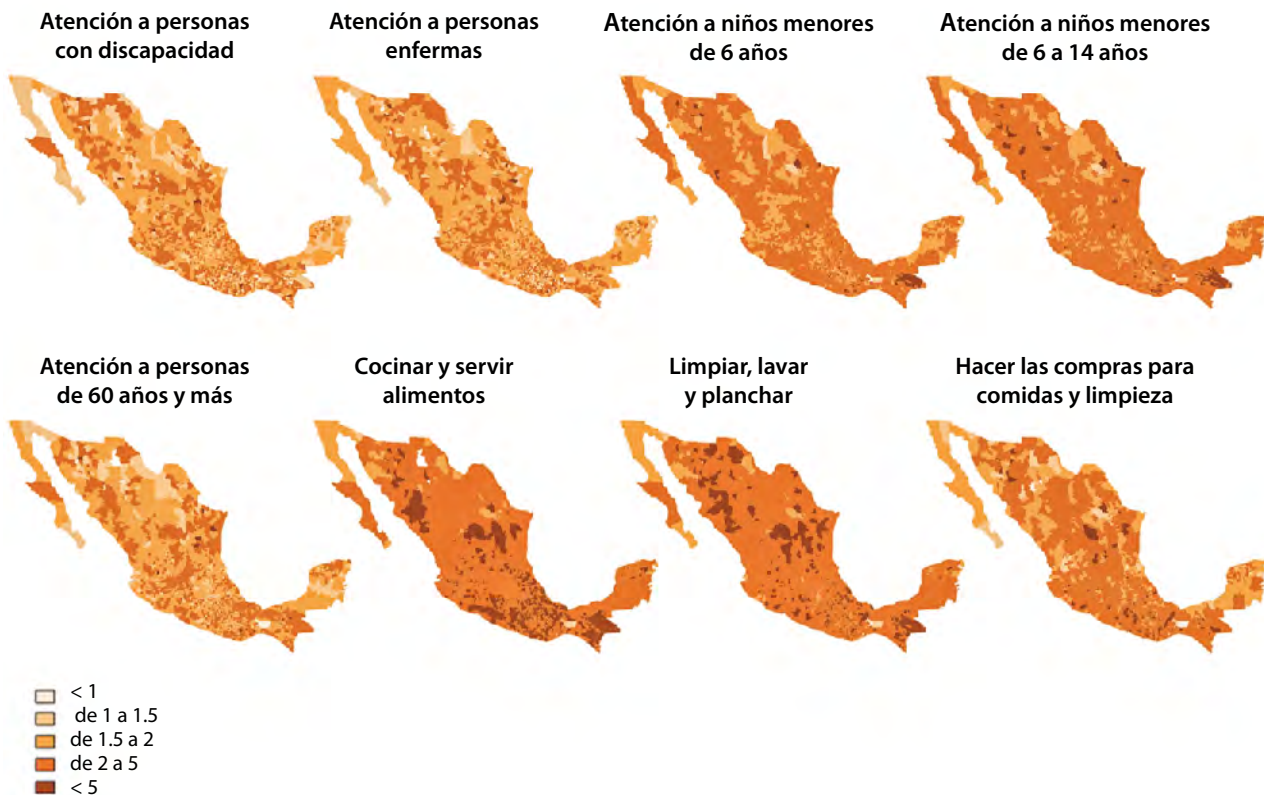 Atención a personas
con discapacidad
Atención a personas
enfermas
Atención a niños menores
de 6 años
Atención a niños menores
de 6 a 14 años
Atención a personas
de 60 años y más
Cocinar y servir
alimentos
Limpiar, lavar
y planchar
Hacer las compras para
comidas y limpieza
< 1
de 1 a 1.5
de 1.5 a 2
de 2 a 5
< 5